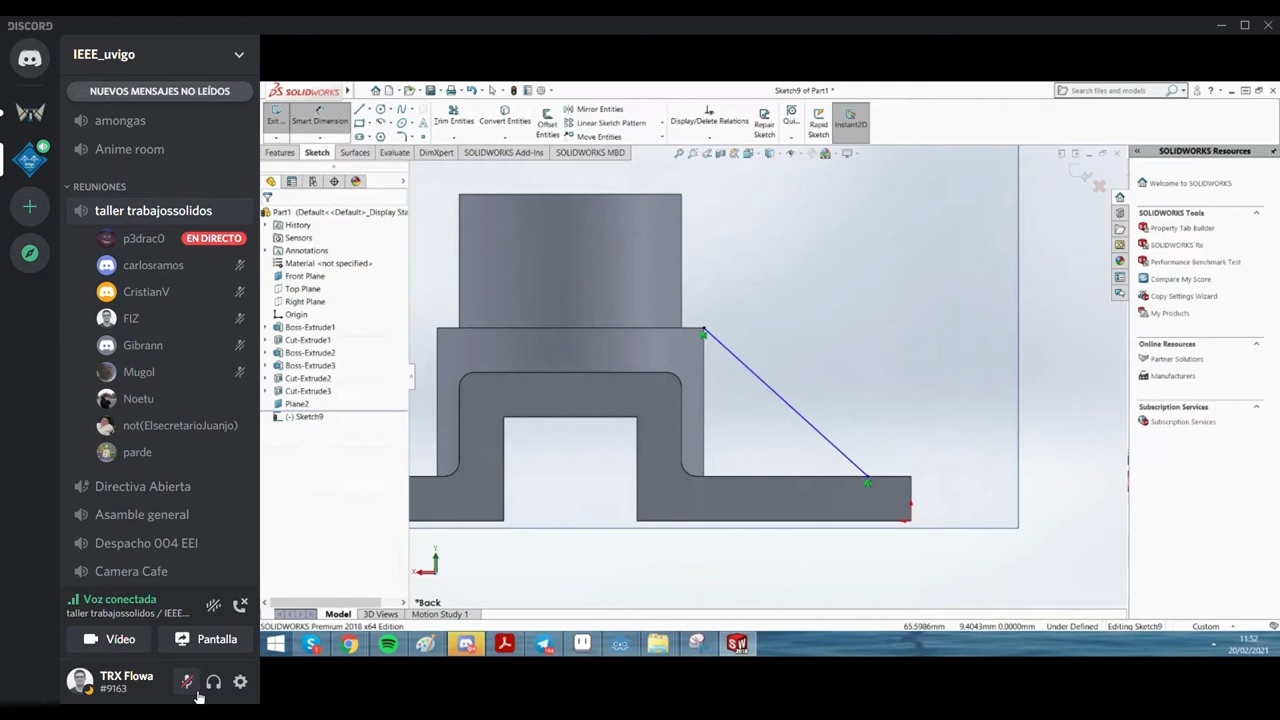 DISCORD
IEEE_uvigo
NUEVOS MENSAJES NO LEÍDOS
amongas
Anime room
REUNIONES
taller trabajossolidos
p3drac0 EN DIRECTO
carlosramos
CristianV
FIZ
Gibrann
Mugol
Noetu
not(ElsecretarioJuanjo)
parde
Directiva Abierta
Asamble general
Despacho 004 EEI
Camera Cafe
Voz conectada
taller trabajossolidos / IEEE...
Vídeo Pantalla
TRX Flowa
#9163
SOLIDWORKS
Sketch9 of Part1 *
Search files and models
Exit...
Smart Dimension
Trim Entities
Convert Entities
Offset Entities
Mirror Entities
Linear Sketch Pattern
Move Entities
Display/Delete Relations
Repair Sketch
Qui...
Rapid Sketch
Instant2D
Features Sketch Surfaces Evaluate DimXpert SOLIDWORKS Add-Ins SOLIDWORKS MBD
Part1 (Default<<Default>_Display Sta
History
Sensors
Annotations
Material <not specified>
Front Plane
Top Plane
Right Plane
Origin
Boss-Extrude1
Cut-Extrude1
Boss-Extrude2
Boss-Extrude3
Cut-Extrude2
Cut-Extrude3
Plane2
(-) Sketch9
Y
X
*Back
Model 3D Views Motion Study 1
SOLIDWORKS Premium 2018 x64 Edition
65.5986mm 9.4043mm 0.0000mm Under Defined Editing Sketch9 Custom
SOLIDWORKS Resources
Welcome to SOLIDWORKS
SOLIDWORKS Tools
Property Tab Builder
SOLIDWORKS Rx
Performance Benchmark Test
Compare My Score
Copy Settings Wizard
My Products
Online Resources
Partner Solutions
Manufacturers
Subscription Services
Subscription Services
11:52
20/02/2021